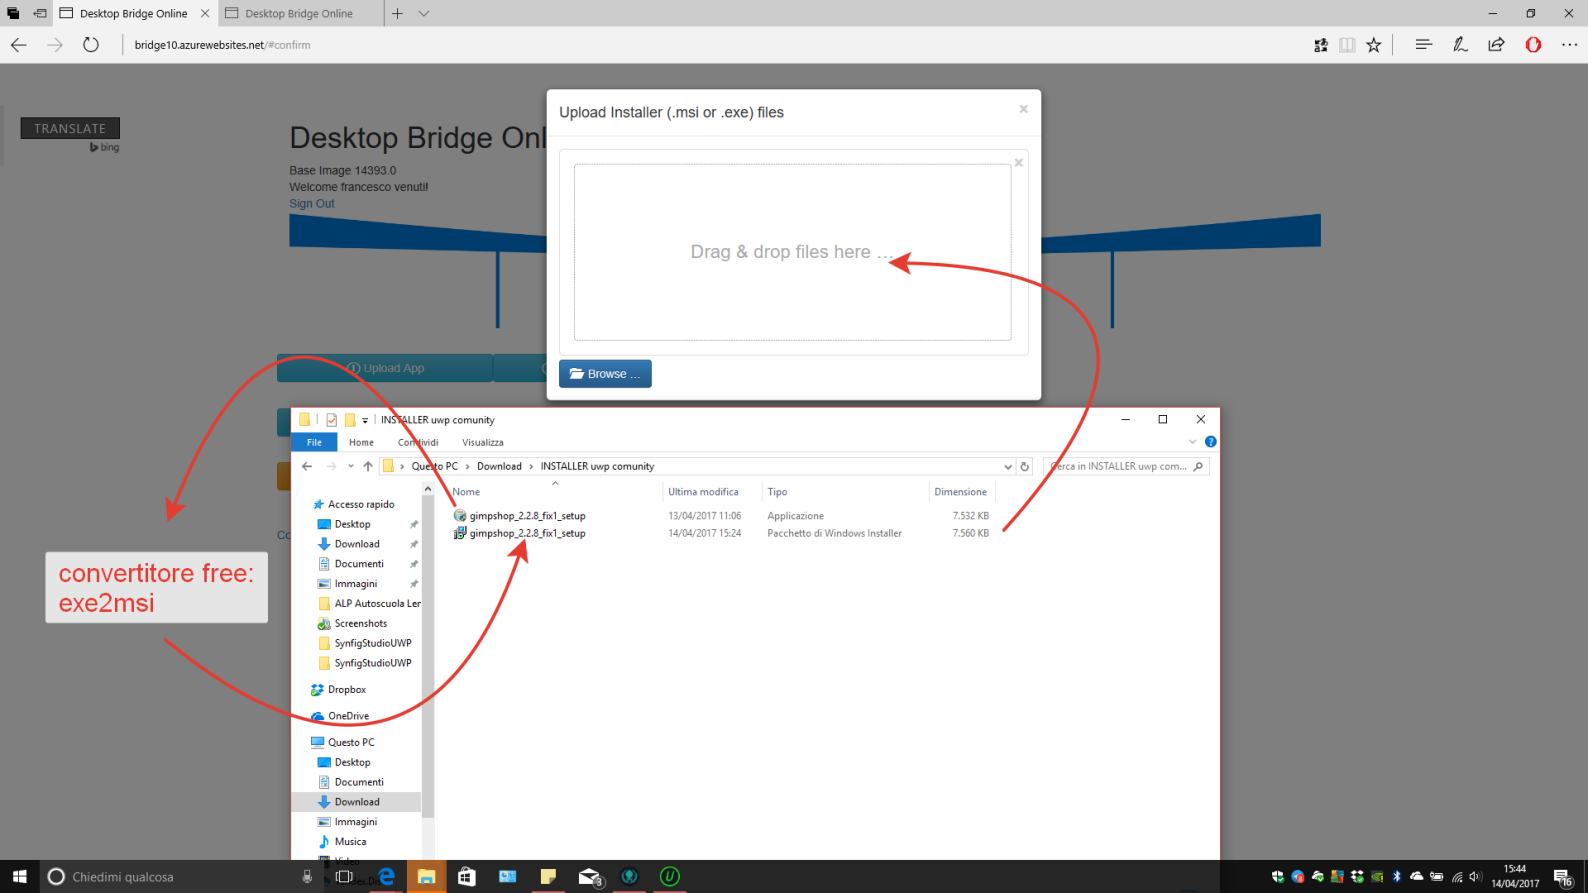 Desktop Bridge Online
Desktop Bridge Online
bridge10.azurewebsites.net/#confirm
TRANSLATE
bing
Desktop Bridge Onl
Base Image 14393.0
Welcome francesco venuti!
Sign Out
Upload Installer (.msi or .exe) files
Drag & drop files here …
Browse …
Upload App
INSTALLER uwp comunity
File Home Condividi Visualizza
Questo PC Download INSTALLER uwp comunity
Cerca in INSTALLER uwp com...
Nome Ultima modifica Tipo Dimensione
gimpshop_2.2.8_fix1_setup 13/04/2017 11:06 Applicazione 7.532 KB
gimpshop_2.2.8_fix1_setup 14/04/2017 15:24 Pacchetto di Windows Installer 7.560 KB
Accesso rapido
Desktop
Download
Documenti
Immagini
ALP Autoscuola Ler
Screenshots
SynfigStudioUWP
SynfigStudioUWP
Dropbox
OneDrive
Questo PC
Desktop
Documenti
Download
Immagini
Musica
Video
convertitore free:
exe2msi
Chiedimi qualcosa
3
15:44
14/04/2017
16